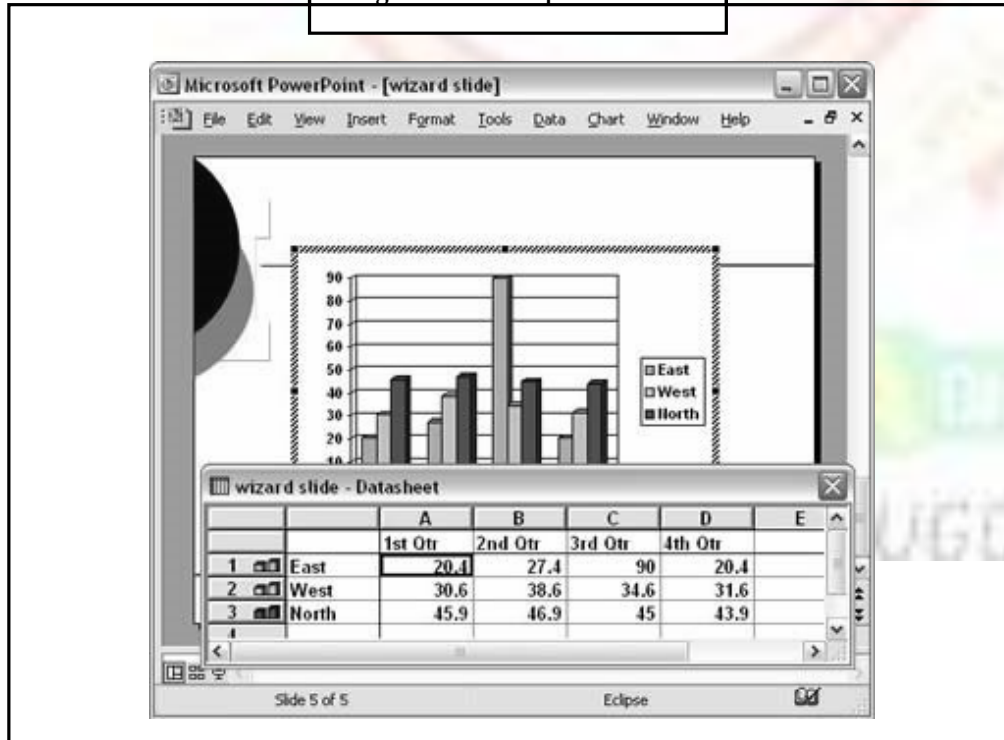 Microsoft PowerPoint - [wizard slide]
File Edit View Insert Format Tools Data Chart Window Help
90
80
70
60
50
40
30
20
10
East
West
North
wizard slide - Datasheet
A B C D E
1st Qtr 2nd Qtr 3rd Qtr 4th Qtr
1 East 20.4 27.4 90 20.4
2 West 30.6 38.6 34.6 31.6
3 North 45.9 46.9 45 43.9
4
Slide 5 of 5 Eclipse